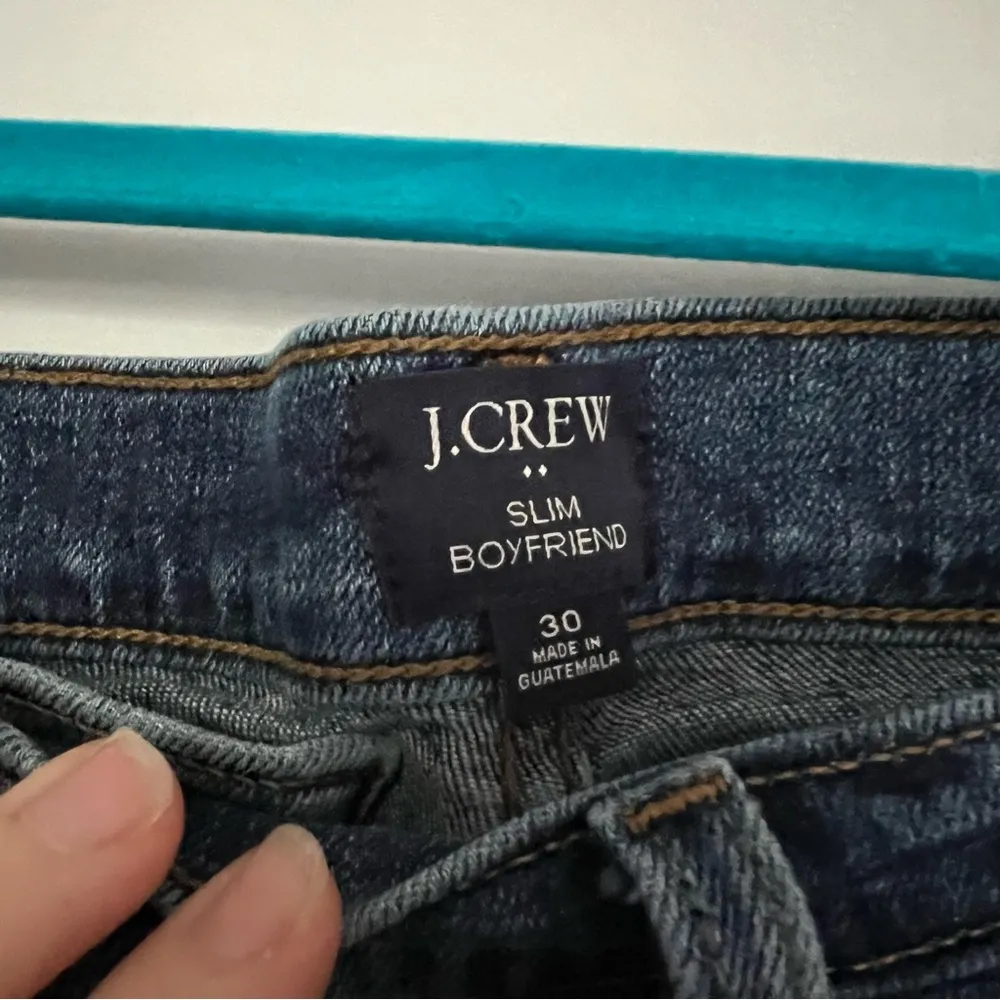 J.CREW
SLIM
BOYFRIEND
30
MADE IN
GUATEMALA